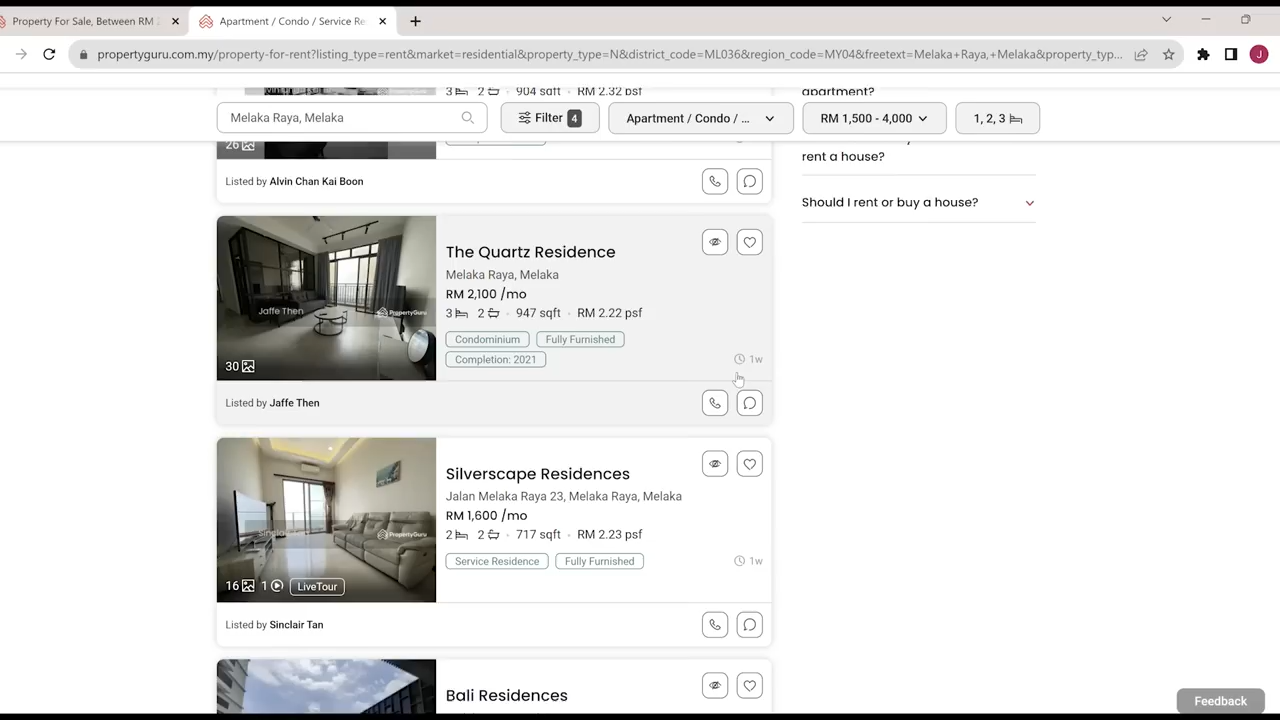 Property For Sale, Between RM 2
Apartment / Condo / Service Re
propertyguru.com.my/property-for-rent?listing_type=rent&market=residential&property_type=N&district_code=ML036&region_code=MY04&freetext=Melaka+Raya,+Melaka&property_typ...
J
3 2 · 904 sqft · RM 2.32 psf
apartment?
Melaka Raya, Melaka
Filter 4
Apartment / Condo / ...
RM 1,500 - 4,000
1, 2, 3
26
rent a house?
Listed by Alvin Chan Kai Boon
Should I rent or buy a house?
The Quartz Residence
Melaka Raya, Melaka
RM 2,100 /mo
3 2 · 947 sqft · RM 2.22 psf
Jaffe Then
PropertyGuru
Condominium
Fully Furnished
Completion: 2021
1w
30
Listed by Jaffe Then
Silverscape Residences
Jalan Melaka Raya 23, Melaka Raya, Melaka
RM 1,600 /mo
2 2 · 717 sqft · RM 2.23 psf
PropertyGuru
Service Residence
Fully Furnished
1w
16 1 LiveTour
Listed by Sinclair Tan
Bali Residences
Feedback